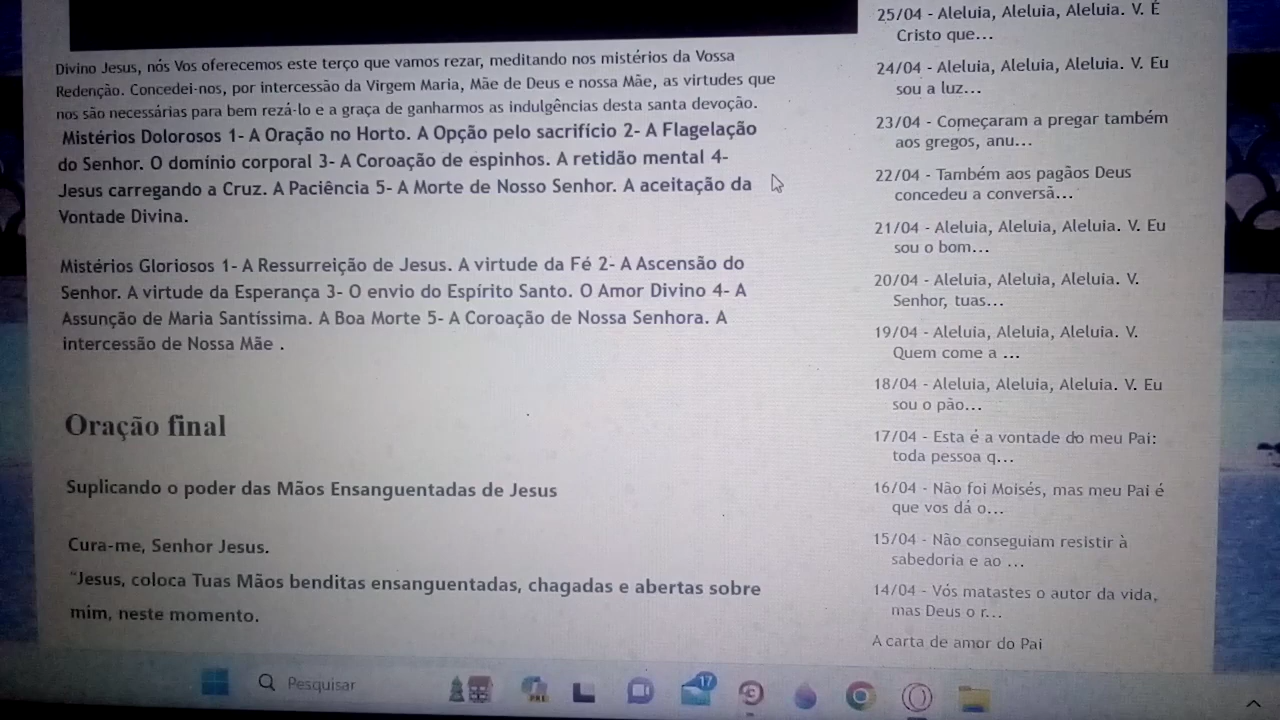 Divino Jesus, nós Vos oferecemos este terço que vamos rezar, meditando nos mistérios da Vossa
Redenção. Concedei-nos, por intercessão da Virgem Maria, Mãe de Deus e nossa Mãe, as virtudes que
nos são necessárias para bem rezá-lo e a graça de ganharmos as indulgências desta santa devoção.
Mistérios Dolorosos 1- A Oração no Horto. A Opção pelo sacrifício 2- A Flagelação
do Senhor. O domínio corporal 3- A Coroação de espinhos. A retidão mental 4-
Jesus carregando a Cruz. A Paciência 5- A Morte de Nosso Senhor. A aceitação da
Vontade Divina.
Mistérios Gloriosos 1- A Ressurreição de Jesus. A virtude da Fé 2- A Ascensão do
Senhor. A virtude da Esperança 3- O envio do Espírito Santo. O Amor Divino 4- A
Assunção de Maria Santíssima. A Boa Morte 5- A Coroação de Nossa Senhora. A
intercessão de Nossa Mãe .
Oração final
Suplicando o poder das Mãos Ensanguentadas de Jesus
Cura-me, Senhor Jesus.
“Jesus, coloca Tuas Mãos benditas ensanguentadas, chagadas e abertas sobre
mim, neste momento.
25/04 - Aleluia, Aleluia, Aleluia. V. É
Cristo que...
24/04 - Aleluia, Aleluia, Aleluia. V. Eu
sou a luz...
23/04 - Começaram a pregar também
aos gregos, anu...
22/04 - Também aos pagãos Deus
concedeu a conversã...
21/04 - Aleluia, Aleluia, Aleluia. V. Eu
sou o bom...
20/04 - Aleluia, Aleluia, Aleluia. V.
Senhor, tuas...
19/04 - Aleluia, Aleluia, Aleluia. V.
Quem come a ...
18/04 - Aleluia, Aleluia, Aleluia. V. Eu
sou o pão...
17/04 - Esta é a vontade do meu Pai:
toda pessoa q...
16/04 - Não foi Moisés, mas meu Pai é
que vos dá o...
15/04 - Não conseguiam resistir à
sabedoria e ao ...
14/04 - Vós matastes o autor da vida,
mas Deus o r...
A carta de amor do Pai
Pesquisar
PRE
17